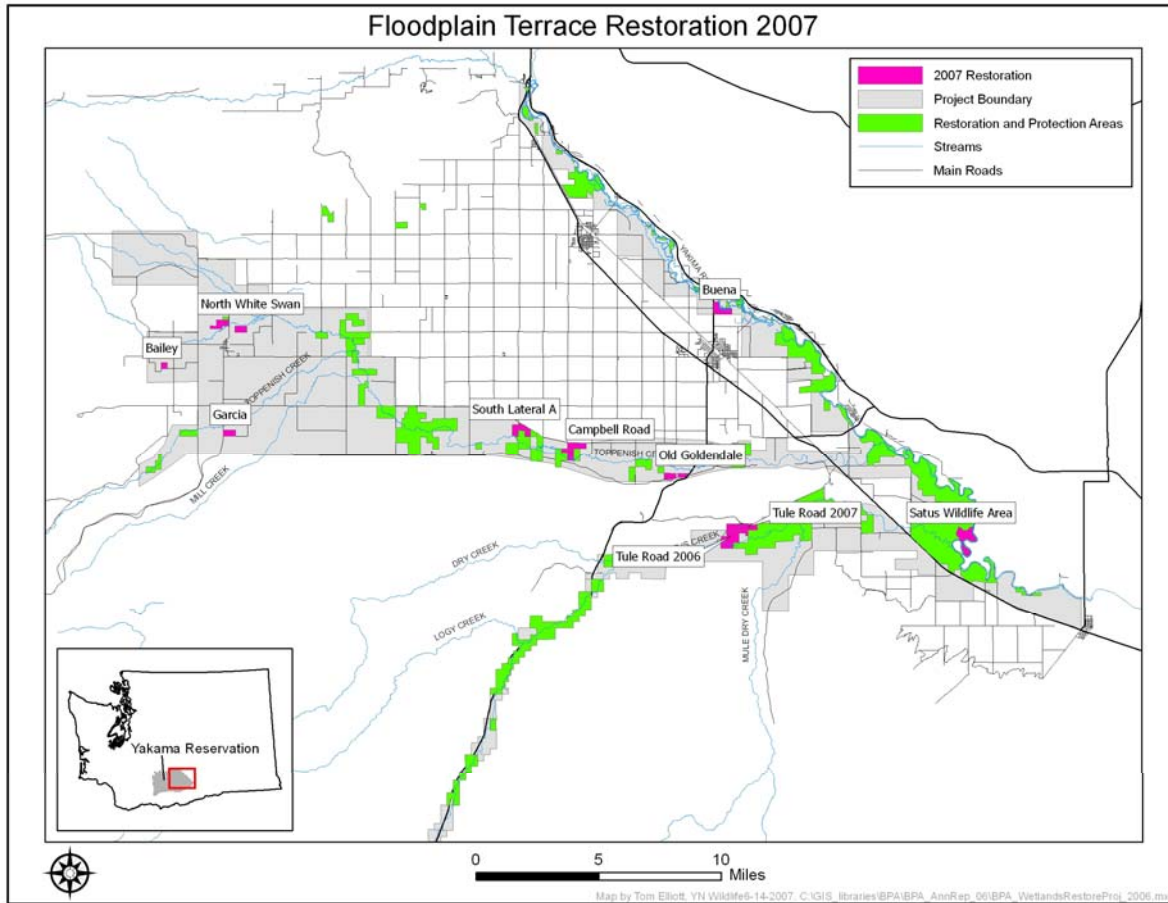 Floodplain Terrace Restoration 2007
2007 Restoration
Project Boundary
Restoration and Protection Areas
Streams
Main Roads
YAKIMA
Buena
North White Swan
Bailey
TOPPENISH CREEK
Garcia
South Lateral A
Campbell Road
TOPPENISH
Old Goldendale
MILL CREEK
Tule Road 2007
Satus Wildlife Area
CREEK
Tule Road 2006
DRY CREEK
LOGY CREEK
MULE DRY CREEK
Yakama Reservation
0 5 10
Miles
Map by Tom Elliott, YN Wildlife6-14-2007. C:\GIS_libraries\BPA\BPA_AnnRep_06\BPA_WetlandsRestoreProj_2006.mx